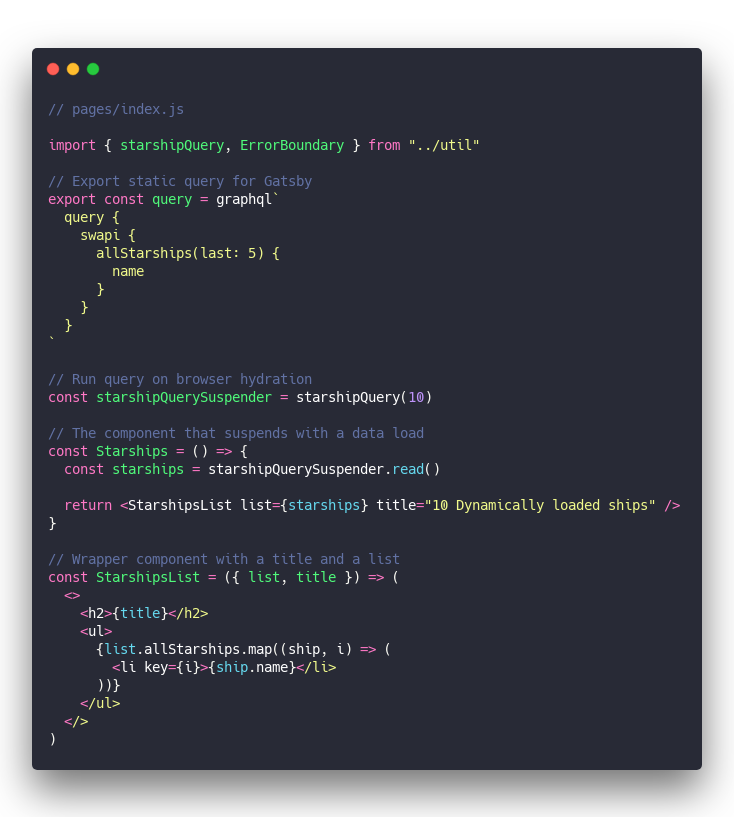 // pages/index.js
import { starshipQuery, ErrorBoundary } from "../util"
// Export static query for Gatsby
export const query = graphql`
  query {
    swapi {
      allStarships(last: 5) {
        name
      }
    }
  }
`
// Run query on browser hydration
const starshipQuerySuspender = starshipQuery(10)
// The component that suspends with a data load
const Starships = () => {
  const starships = starshipQuerySuspender.read()
  return <StarshipsList list={starships} title="10 Dynamically loaded ships" />
}
// Wrapper component with a title and a list
const StarshipsList = ({ list, title }) => (
  <>
    <h2>{title}</h2>
    <ul>
      {list.allStarships.map((ship, i) => (
        <li key={i}>{ship.name}</li>
      ))}
    </ul>
  </>
)